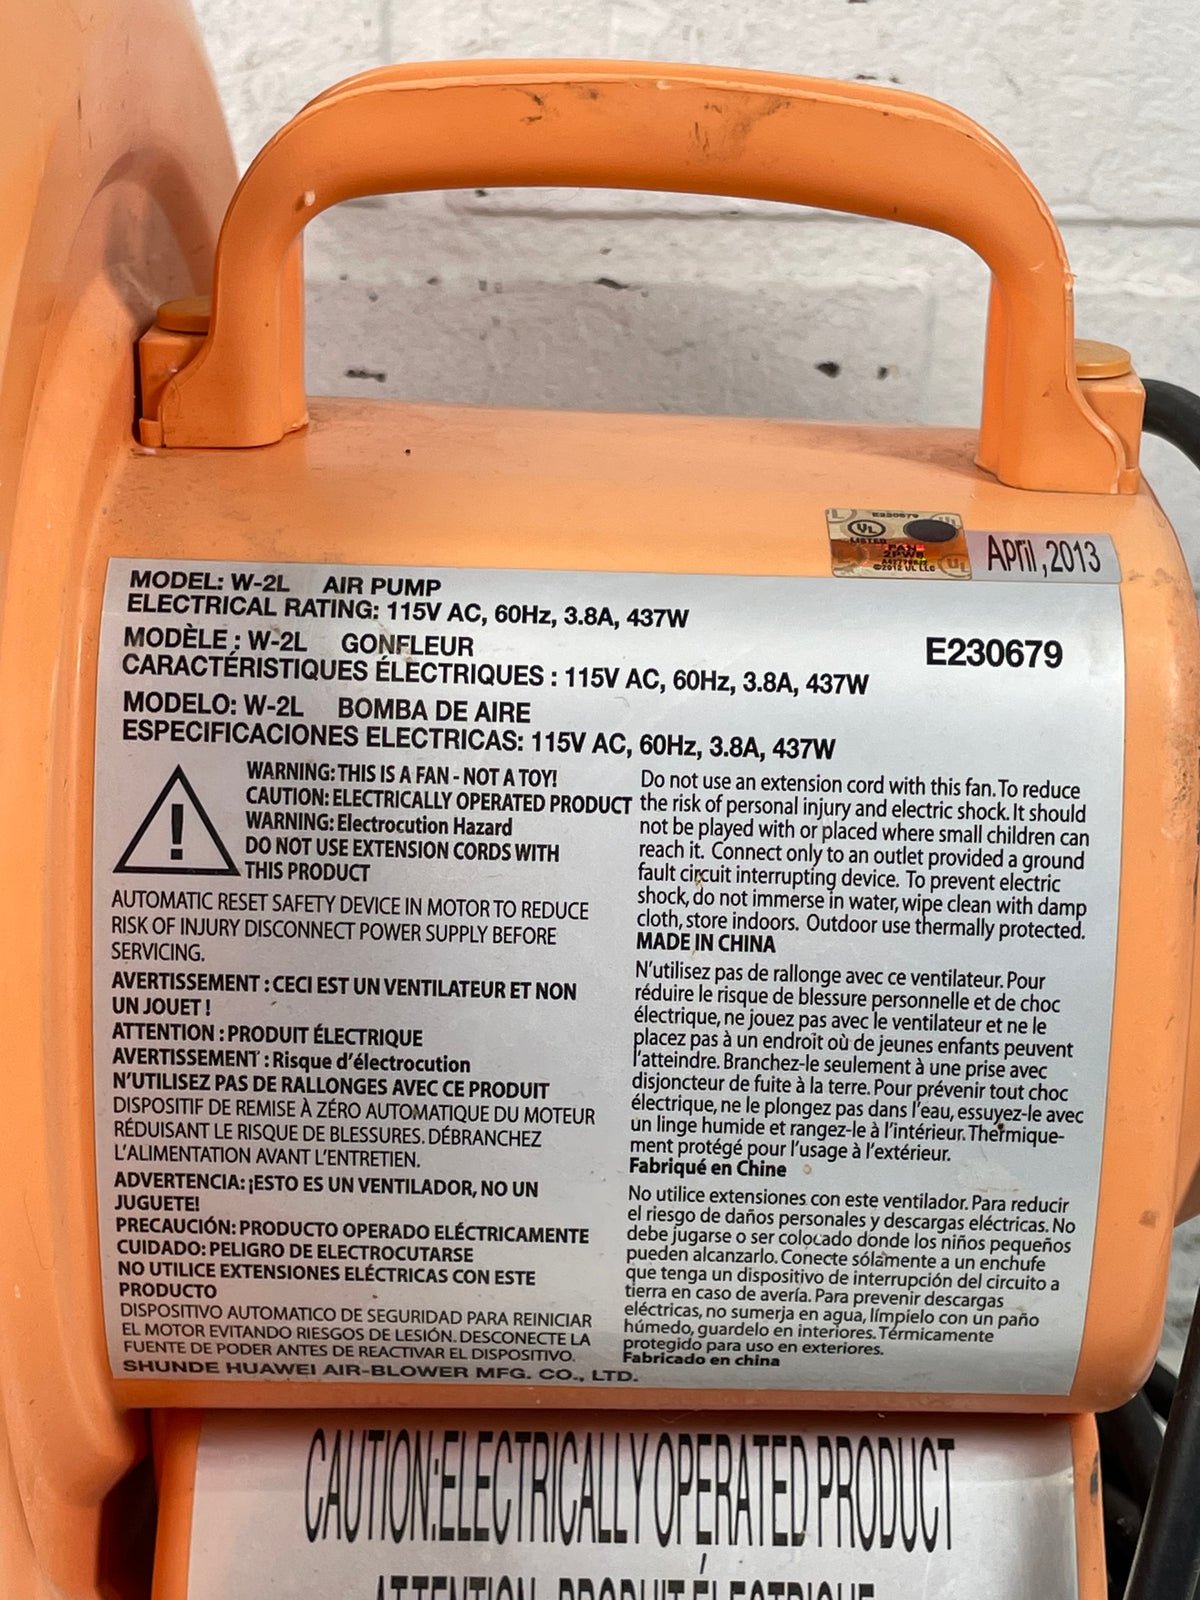 E230679
UL
LISTED
FAN
2PW8
©2012 UL LLC
April, 2013
MODEL: W-2L AIR PUMP
ELECTRICAL RATING: 115V AC, 60Hz, 3.8A, 437W
MODÈLE : W-2L GONFLEUR
CARACTÉRISTIQUES ÉLECTRIQUES : 115V AC, 60Hz, 3.8A, 437W
MODELO: W-2L BOMBA DE AIRE
ESPECIFICACIONES ELECTRICAS: 115V AC, 60Hz, 3.8A, 437W
E230679
WARNING: THIS IS A FAN - NOT A TOY!
CAUTION: ELECTRICALLY OPERATED PRODUCT
WARNING: Electrocution Hazard
DO NOT USE EXTENSION CORDS WITH
THIS PRODUCT
AUTOMATIC RESET SAFETY DEVICE IN MOTOR TO REDUCE
RISK OF INJURY DISCONNECT POWER SUPPLY BEFORE
SERVICING.
AVERTISSEMENT : CECI EST UN VENTILATEUR ET NON
UN JOUET !
ATTENTION : PRODUIT ÉLECTRIQUE
AVERTISSEMENT : Risque d'électrocution
N'UTILISEZ PAS DE RALLONGES AVEC CE PRODUIT
DISPOSITIF DE REMISE À ZÉRO AUTOMATIQUE DU MOTEUR
RÉDUISANT LE RISQUE DE BLESSURES. DÉBRANCHEZ
L'ALIMENTATION AVANT L'ENTRETIEN.
ADVERTENCIA: ¡ESTO ES UN VENTILADOR, NO UN
JUGUETE!
PRECAUCIÓN: PRODUCTO OPERADO ELÉCTRICAMENTE
CUIDADO: PELIGRO DE ELECTROCUTARSE
NO UTILICE EXTENSIONES ELÉCTRICAS CON ESTE
PRODUCTO
DISPOSITIVO AUTOMATICO DE SEGURIDAD PARA REINICIAR
EL MOTOR EVITANDO RIESGOS DE LESIÓN. DESCONECTE LA
FUENTE DE PODER ANTES DE REACTIVAR EL DISPOSITIVO.
SHUNDE HUAWEI AIR-BLOWER MFG. CO., LTD.
Do not use an extension cord with this fan. To reduce
the risk of personal injury and electric shock. It should
not be played with or placed where small children can
reach it. Connect only to an outlet provided a ground
fault circuit interrupting device. To prevent electric
shock, do not immerse in water, wipe clean with damp
cloth, store indoors. Outdoor use thermally protected.
MADE IN CHINA
N'utilisez pas de rallonge avec ce ventilateur. Pour
réduire le risque de blessure personnelle et de choc
électrique, ne jouez pas avec le ventilateur et ne le
placez pas à un endroit où de jeunes enfants peuvent
l'atteindre. Branchez-le seulement à une prise avec
disjoncteur de fuite à la terre. Pour prévenir tout choc
électrique, ne le plongez pas dans l'eau, essuyez-le avec
un linge humide et rangez-le à l'intérieur. Thermique-
ment protégé pour l'usage à l'extérieur.
Fabriqué en Chine
No utilice extensiones con este ventilador. Para reducir
el riesgo de daños personales y descargas eléctricas. No
debe jugarse o ser colocado donde los niños pequeños
pueden alcanzarlo. Conecte sólamente a un enchufe
que tenga un dispositivo de interrupción del circuito a
tierra en caso de avería. Para prevenir descargas
eléctricas, no sumerja en agua, límpielo con un paño
húmedo, guardelo en interiores. Térmicamente
protegido para uso en exteriores.
Fabricado en china
CAUTION:ELECTRICALLY OPERATED PRODUCT
ATTENTION : PRODUIT ÉLECTRIQUE